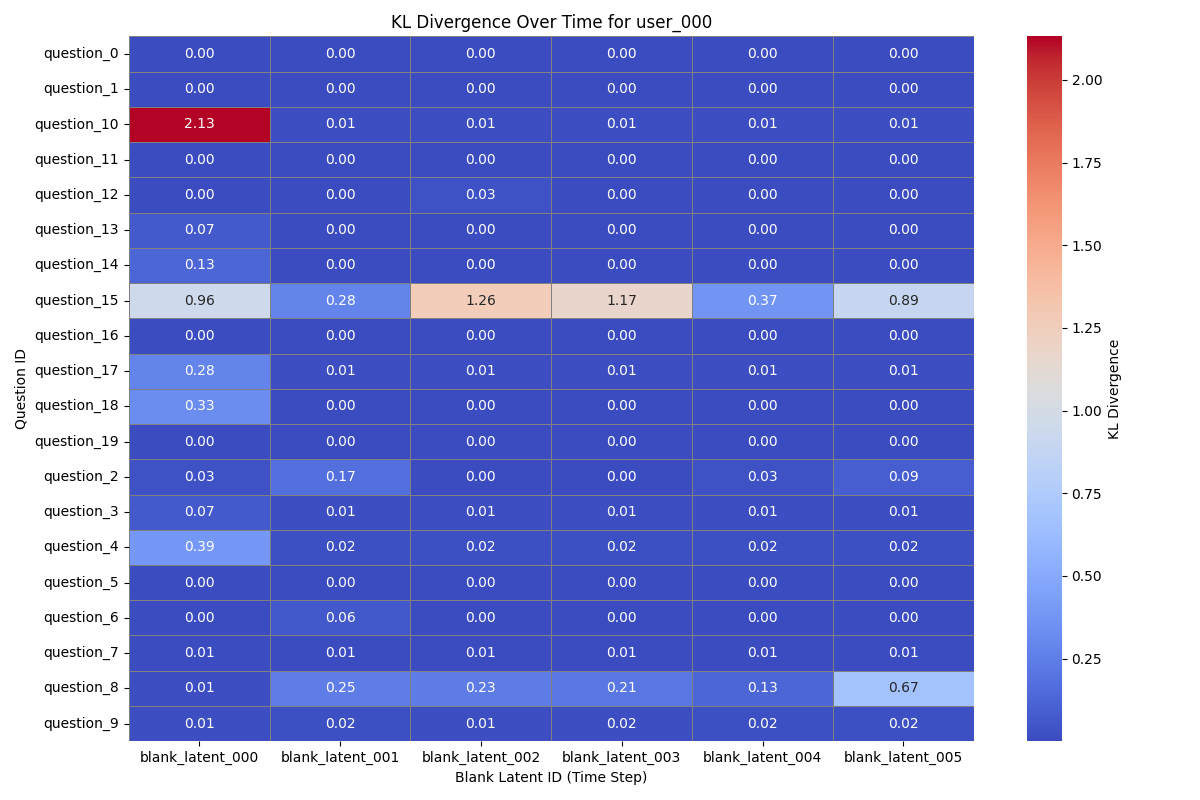 KL Divergence Over Time for user_000
question_0 0.00 0.00 0.00 0.00 0.00 0.00
question_1 0.00 0.00 0.00 0.00 0.00 0.00
question_10 2.13 0.01 0.01 0.01 0.01 0.01
question_11 0.00 0.00 0.00 0.00 0.00 0.00
question_12 0.00 0.00 0.03 0.00 0.00 0.00
question_13 0.07 0.00 0.00 0.00 0.00 0.00
question_14 0.13 0.00 0.00 0.00 0.00 0.00
question_15 0.96 0.28 1.26 1.17 0.37 0.89
question_16 0.00 0.00 0.00 0.00 0.00 0.00
question_17 0.28 0.01 0.01 0.01 0.01 0.01
question_18 0.33 0.00 0.00 0.00 0.00 0.00
question_19 0.00 0.00 0.00 0.00 0.00 0.00
question_2 0.03 0.17 0.00 0.00 0.03 0.09
question_3 0.07 0.01 0.01 0.01 0.01 0.01
question_4 0.39 0.02 0.02 0.02 0.02 0.02
question_5 0.00 0.00 0.00 0.00 0.00 0.00
question_6 0.00 0.06 0.00 0.00 0.00 0.00
question_7 0.01 0.01 0.01 0.01 0.01 0.01
question_8 0.01 0.25 0.23 0.21 0.13 0.67
question_9 0.01 0.02 0.01 0.02 0.02 0.02
blank_latent_000 blank_latent_001 blank_latent_002 blank_latent_003 blank_latent_004 blank_latent_005
Blank Latent ID (Time Step)
Question ID
2.00
1.75
1.50
1.25
1.00
0.75
0.50
0.25
KL Divergence